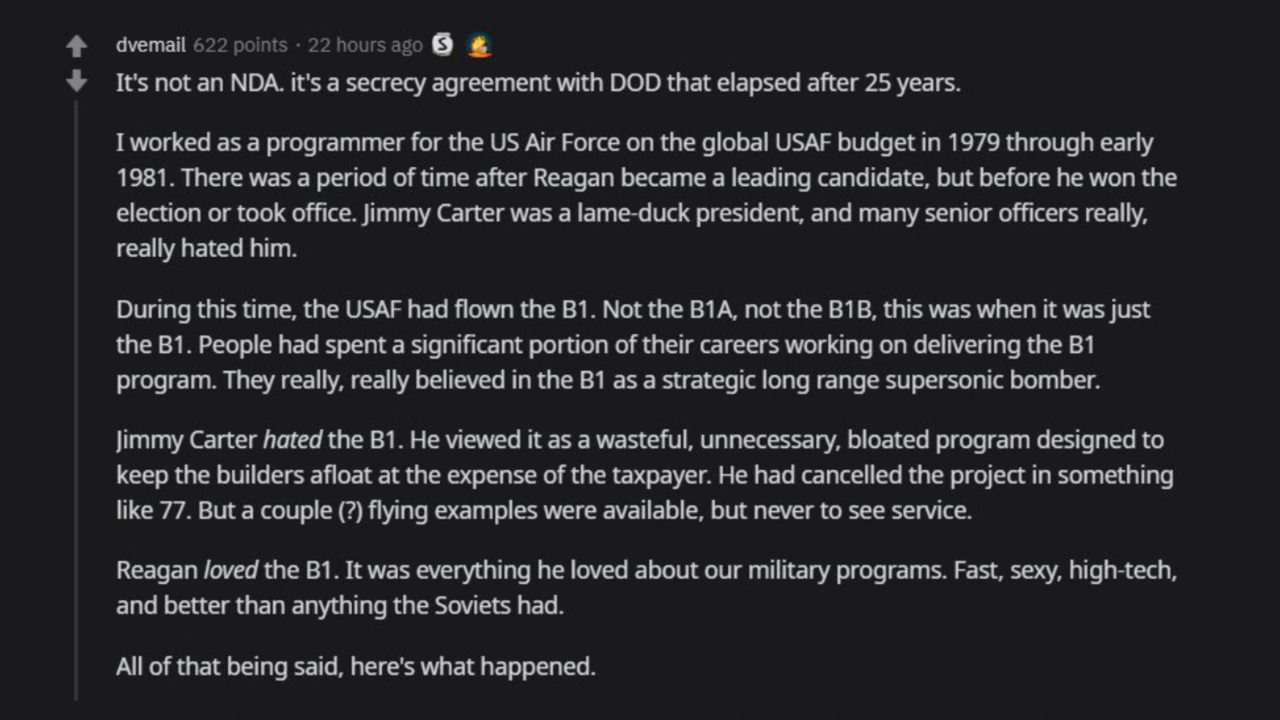 dvemail 622 points · 22 hours ago S
It's not an NDA. it's a secrecy agreement with DOD that elapsed after 25 years.
I worked as a programmer for the US Air Force on the global USAF budget in 1979 through early
1981. There was a period of time after Reagan became a leading candidate, but before he won the
election or took office. Jimmy Carter was a lame-duck president, and many senior officers really,
really hated him.
During this time, the USAF had flown the B1. Not the B1A, not the B1B, this was when it was just
the B1. People had spent a significant portion of their careers working on delivering the B1
program. They really, really believed in the B1 as a strategic long range supersonic bomber.
Jimmy Carter hated the B1. He viewed it as a wasteful, unnecessary, bloated program designed to
keep the builders afloat at the expense of the taxpayer. He had cancelled the project in something
like 77. But a couple (?) flying examples were available, but never to see service.
Reagan loved the B1. It was everything he loved about our military programs. Fast, sexy, high-tech,
and better than anything the Soviets had.
All of that being said, here's what happened.